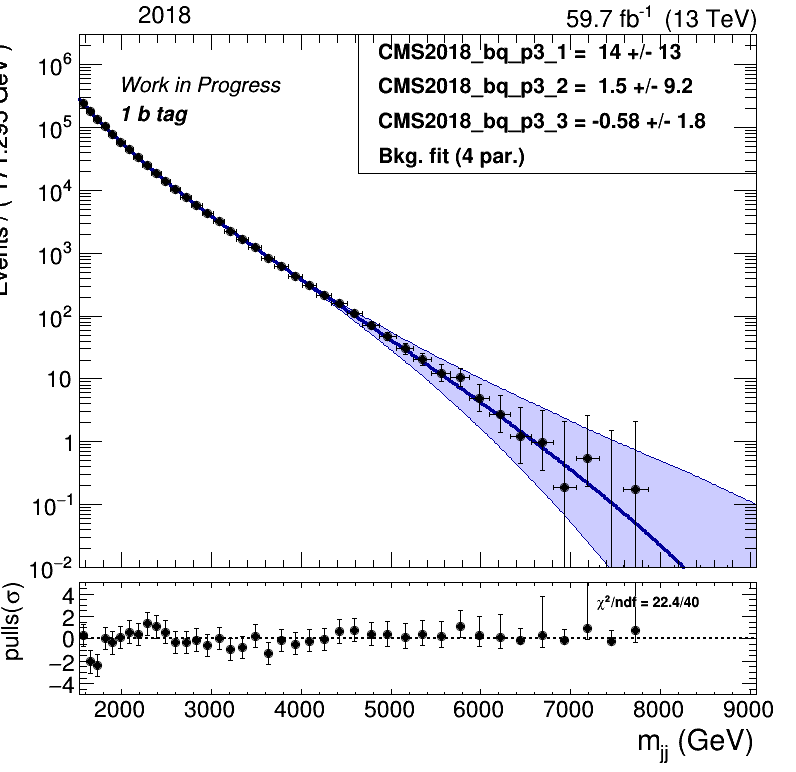 2018
59.7 fb⁻¹ (13 TeV)
CMS2018_bq_p3_1 = 14 +/- 13
CMS2018_bq_p3_2 = 1.5 +/- 9.2
CMS2018_bq_p3_3 = -0.58 +/- 1.8
Bkg. fit (4 par.)
Work in Progress
1 b tag
10⁶
10⁵
10⁴
10³
10²
10
1
10⁻¹
10⁻²
pulls(σ)
4
2
0
−2
−4
χ²/ndf = 22.4/40
2000 3000 4000 5000 6000 7000 8000 9000
m_jj (GeV)